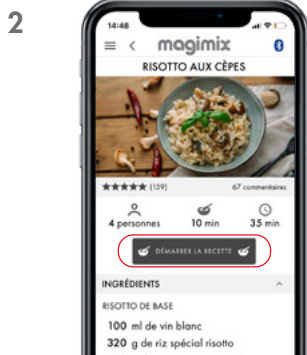 2
14:48
magimix
RISOTTO AUX CÈPES
★★★★★ (159) 67 commentaires
4 personnes 10 min 35 min
DÉMARRER LA RECETTE
INGRÉDIENTS
RISOTTO DE BASE
100 ml de vin blanc
320 g de riz spécial risotto